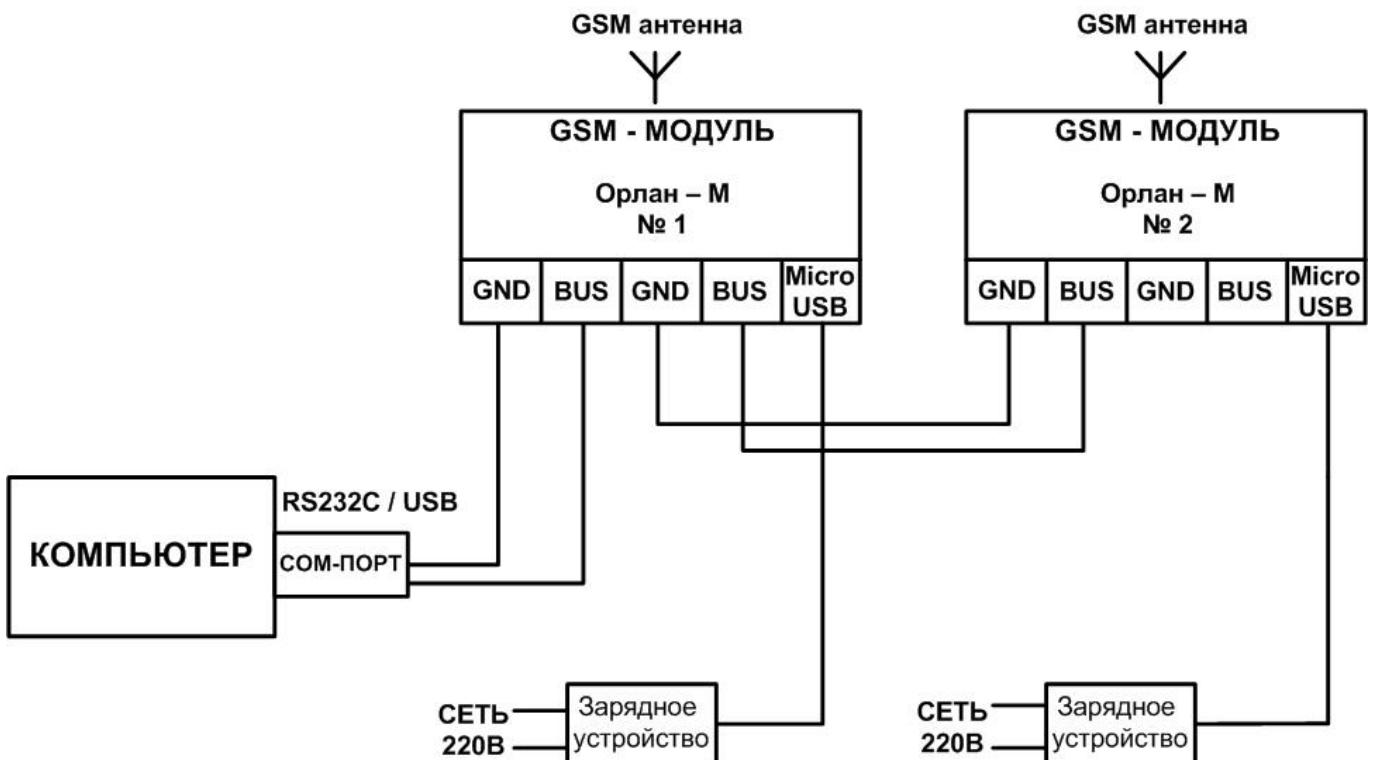 GSM антенна
GSM антенна
GSM - МОДУЛЬ
Орлан – М
№ 1
GND BUS GND BUS Micro USB
GSM - МОДУЛЬ
Орлан – М
№ 2
GND BUS GND BUS Micro USB
КОМПЬЮТЕР
RS232C / USB
COM-ПОРТ
СЕТЬ
220В
Зарядное
устройство
СЕТЬ
220В
Зарядное
устройство